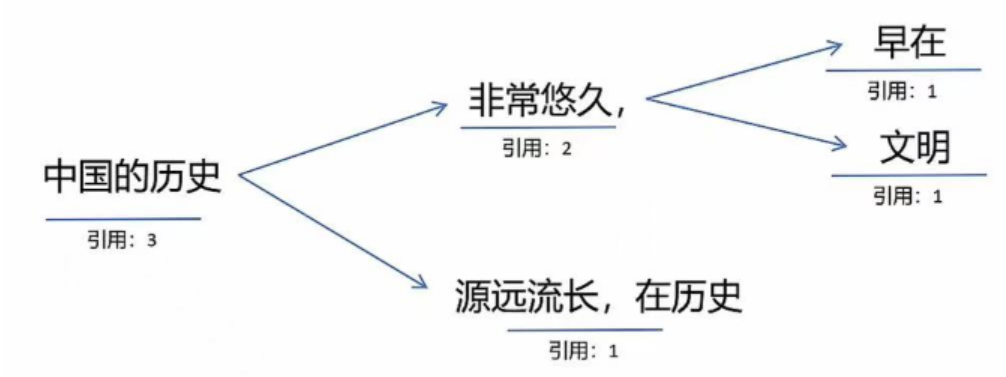 早在
引用：1
非常悠久，
引用：2
文明
引用：1
中国的历史
引用：3
源远流长，在历史
引用：1